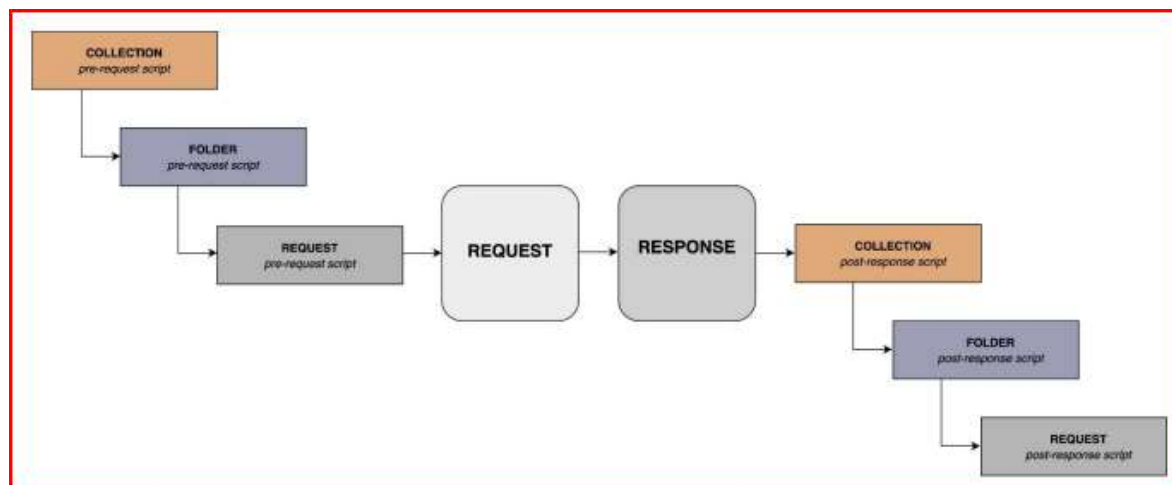 COLLECTION
pre-request script
FOLDER
pre-request script
REQUEST
pre-request script
REQUEST
RESPONSE
COLLECTION
post-response script
FOLDER
post-response script
REQUEST
post-response script